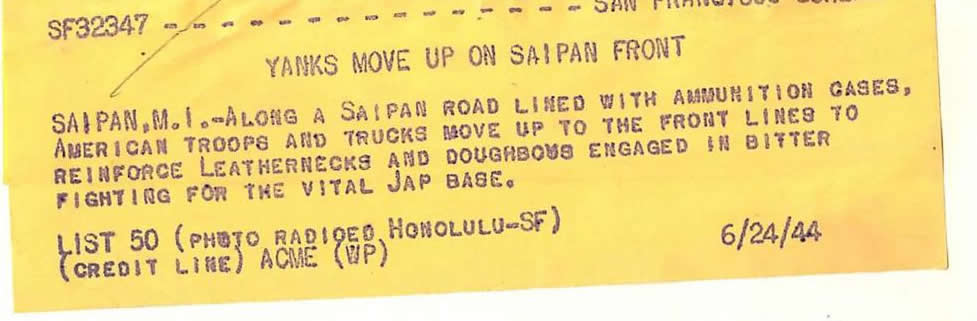 SF32347 - - - - - - - - - - - - - - - - SAN FRANCISCO
YANKS MOVE UP ON SAIPAN FRONT
SAIPAN,M.I.-ALONG A SAIPAN ROAD LINED WITH AMMUNITION CASES,
AMERICAN TROOPS AND TRUCKS MOVE UP TO THE FRONT LINES TO
REINFORCE LEATHERNECKS AND DOUGHBOYS ENGAGED IN BITTER
FIGHTING FOR THE VITAL JAP BASE.
LIST 50 (PHOTO RADIOED HONOLULU-SF) 6/24/44
(CREDIT LINE) ACME (WP)